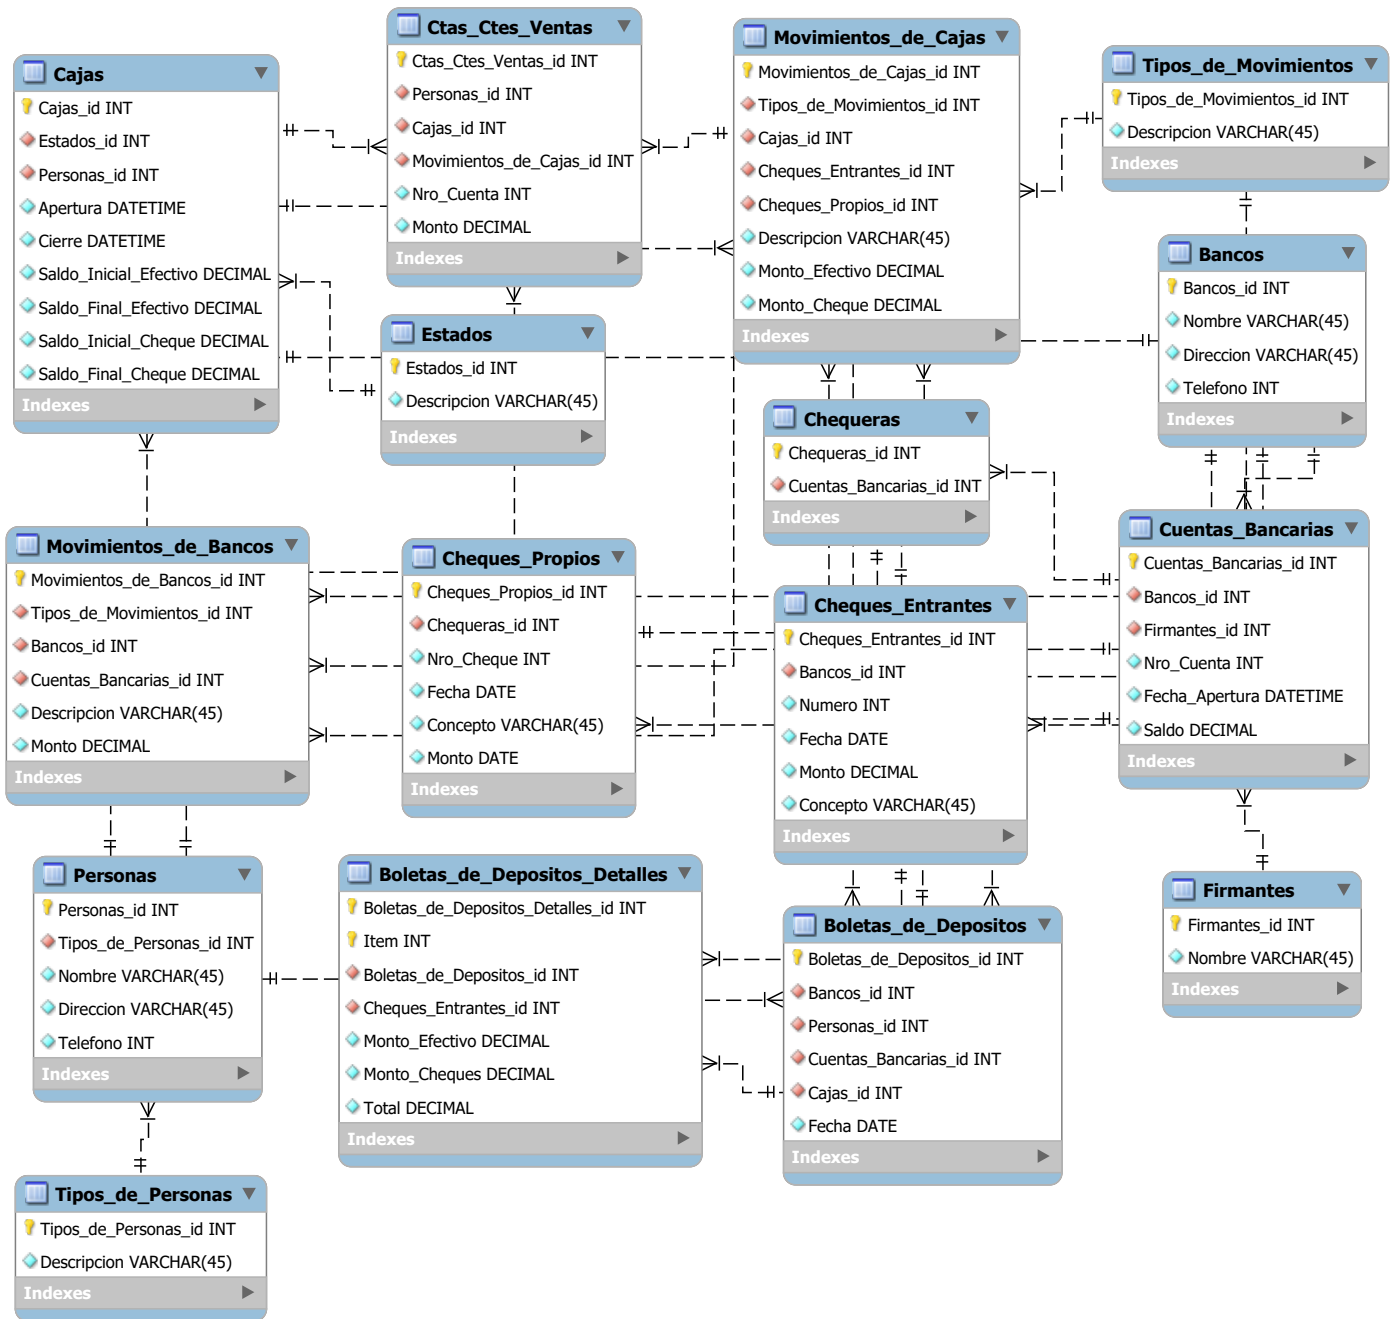 Cajas
Cajas_id INT
Estados_id INT
Personas_id INT
Apertura DATETIME
Cierre DATETIME
Saldo_Inicial_Efectivo DECIMAL
Saldo_Final_Efectivo DECIMAL
Saldo_Inicial_Cheque DECIMAL
Saldo_Final_Cheque DECIMAL
Indexes
Ctas_Ctes_Ventas
Ctas_Ctes_Ventas_id INT
Personas_id INT
Cajas_id INT
Movimientos_de_Cajas_id INT
Nro_Cuenta INT
Monto DECIMAL
Indexes
Movimientos_de_Cajas
Movimientos_de_Cajas_id INT
Tipos_de_Movimientos_id INT
Cajas_id INT
Cheques_Entrantes_id INT
Cheques_Propios_id INT
Descripcion VARCHAR(45)
Monto_Efectivo DECIMAL
Monto_Cheque DECIMAL
Indexes
Tipos_de_Movimientos
Tipos_de_Movimientos_id INT
Descripcion VARCHAR(45)
Indexes
Bancos
Bancos_id INT
Nombre VARCHAR(45)
Direccion VARCHAR(45)
Telefono INT
Indexes
Estados
Estados_id INT
Descripcion VARCHAR(45)
Indexes
Chequeras
Chequeras_id INT
Cuentas_Bancarias_id INT
Indexes
Movimientos_de_Bancos
Movimientos_de_Bancos_id INT
Tipos_de_Movimientos_id INT
Bancos_id INT
Cuentas_Bancarias_id INT
Descripcion VARCHAR(45)
Monto DECIMAL
Indexes
Cheques_Propios
Cheques_Propios_id INT
Chequeras_id INT
Nro_Cheque INT
Fecha DATE
Concepto VARCHAR(45)
Monto DATE
Indexes
Cheques_Entrantes
Cheques_Entrantes_id INT
Bancos_id INT
Numero INT
Fecha DATE
Monto DECIMAL
Concepto VARCHAR(45)
Indexes
Cuentas_Bancarias
Cuentas_Bancarias_id INT
Bancos_id INT
Firmantes_id INT
Nro_Cuenta INT
Fecha_Apertura DATETIME
Saldo DECIMAL
Indexes
Personas
Personas_id INT
Tipos_de_Personas_id INT
Nombre VARCHAR(45)
Direccion VARCHAR(45)
Telefono INT
Indexes
Boletas_de_Depositos_Detalles
Boletas_de_Depositos_Detalles_id INT
Item INT
Boletas_de_Depositos_id INT
Cheques_Entrantes_id INT
Monto_Efectivo DECIMAL
Monto_Cheques DECIMAL
Total DECIMAL
Indexes
Boletas_de_Depositos
Boletas_de_Depositos_id INT
Bancos_id INT
Personas_id INT
Cuentas_Bancarias_id INT
Cajas_id INT
Fecha DATE
Indexes
Firmantes
Firmantes_id INT
Nombre VARCHAR(45)
Indexes
Tipos_de_Personas
Tipos_de_Personas_id INT
Descripcion VARCHAR(45)
Indexes